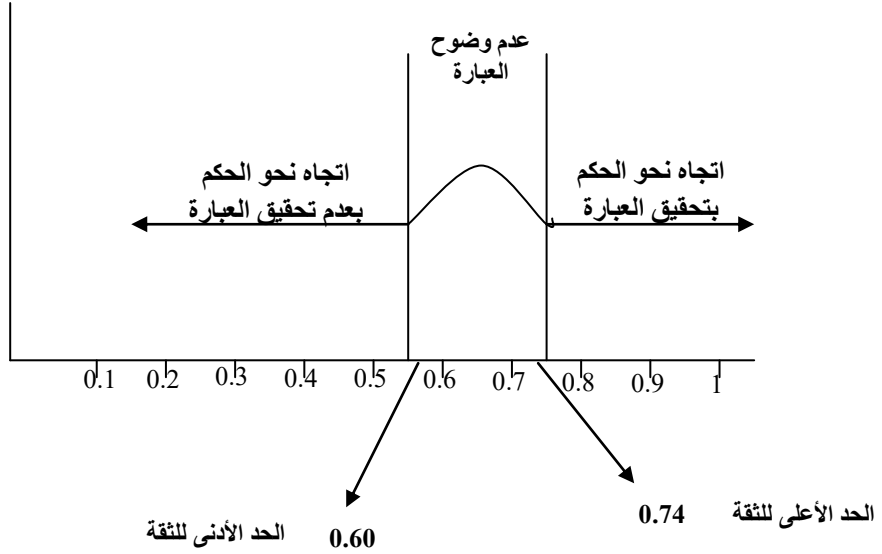 عدم وضوح
العبارة
اتجاه نحو الحكم
بتحقيق العبارة
اتجاه نحو الحكم
بعدم تحقيق العبارة
0.1 0.2 0.3 0.4 0.5 0.6 0.7 0.8 0.9 1
الحد الأعلى للثقة 0.74
الحد الأدنى للثقة 0.60